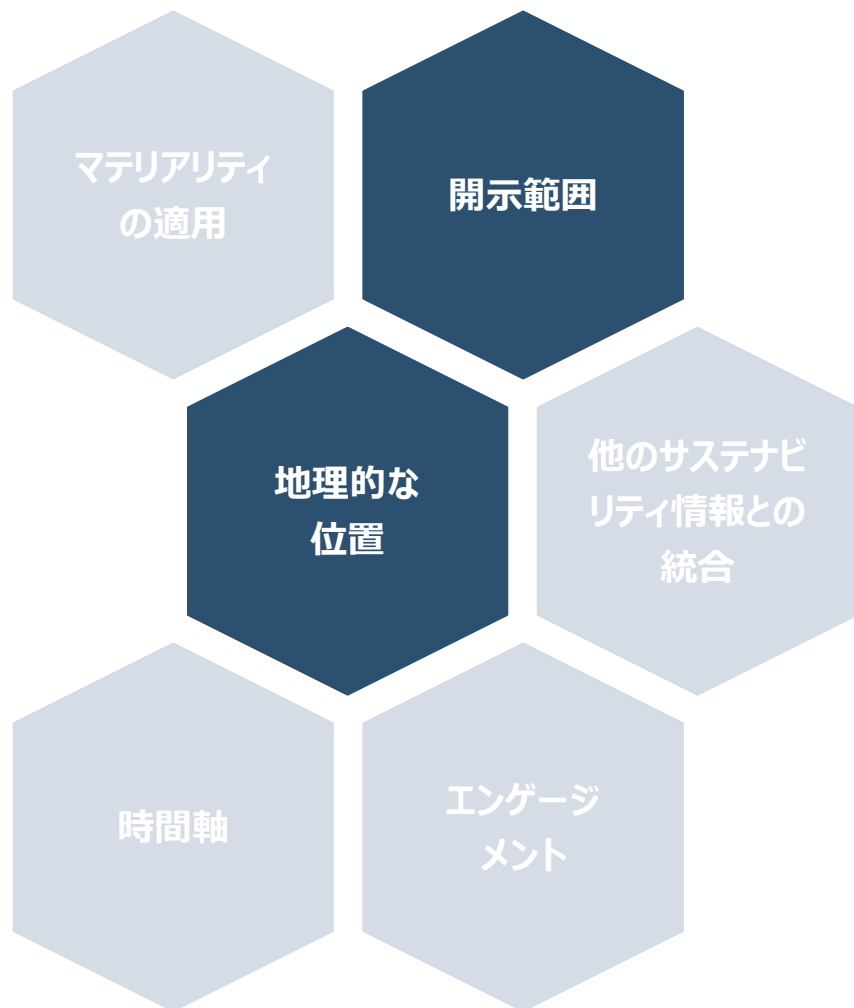 マテリアリティ
の適用
開示範囲
地理的な
位置
他のサステナビ
リティ情報との
統合
時間軸
エンゲージ
メント